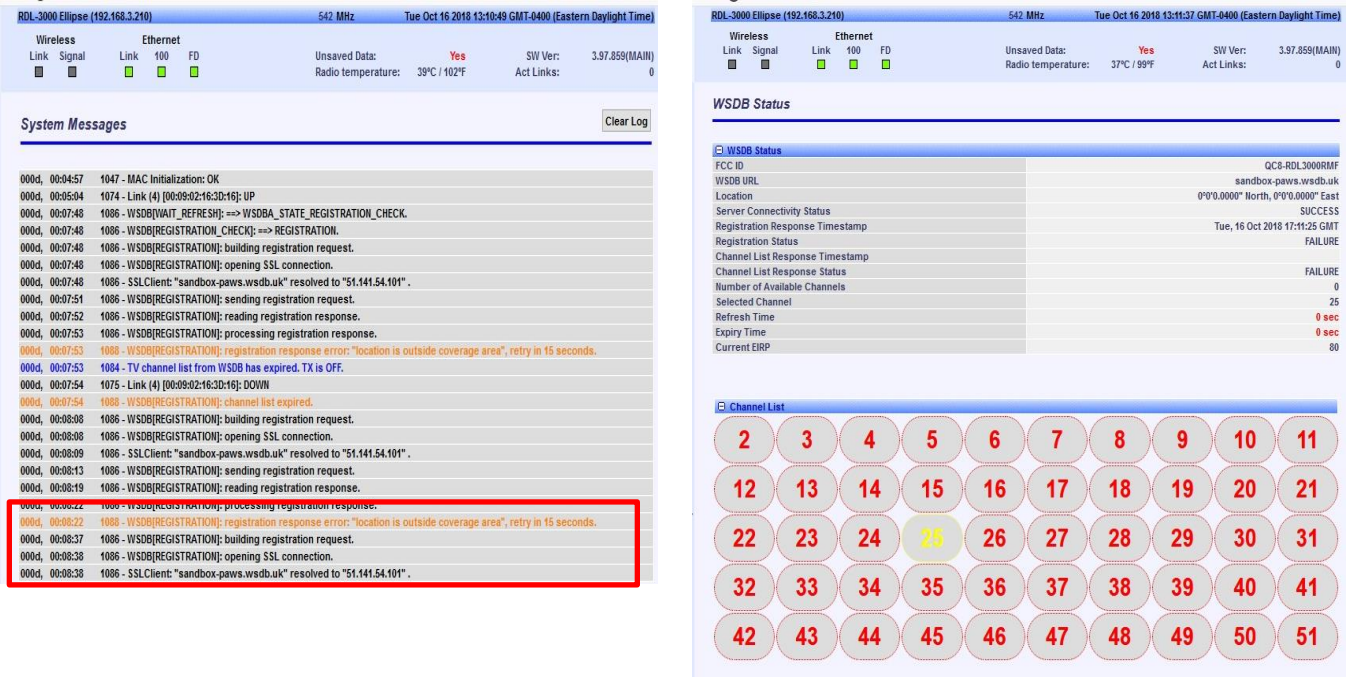 RDL-3000 Ellipse (192.168.3.210) 542 MHz Tue Oct 16 2018 13:10:49 GMT-0400 (Eastern Daylight Time)
Wireless Ethernet
Link Signal Link 100 FD Unsaved Data: Yes SW Ver: 3.97.859(MAIN)
Radio temperature: 39ºC / 102ºF Act Links: 0
System Messages Clear Log
000d, 00:04:57 1047 - MAC Initialization: OK
000d, 00:05:04 1074 - Link (4) [00:09:02:16:3D:16]: UP
000d, 00:07:48 1086 - WSDB[WAIT_REFRESH]: ==> WSDBA_STATE_REGISTRATION_CHECK.
000d, 00:07:48 1086 - WSDB[REGISTRATION_CHECK]: ==> REGISTRATION.
000d, 00:07:48 1086 - WSDB[REGISTRATION]: building registration request.
000d, 00:07:48 1086 - WSDB[REGISTRATION]: opening SSL connection.
000d, 00:07:48 1086 - SSLClient: "sandbox-paws.wsdb.uk" resolved to "51.141.54.101" .
000d, 00:07:51 1086 - WSDB[REGISTRATION]: sending registration request.
000d, 00:07:52 1086 - WSDB[REGISTRATION]: reading registration response.
000d, 00:07:53 1086 - WSDB[REGISTRATION]: processing registration response.
000d, 00:07:53 1088 - WSDB[REGISTRATION]: registration response error: "location is outside coverage area", retry in 15 seconds.
000d, 00:07:53 1084 - TV channel list from WSDB has expired. TX is OFF.
000d, 00:07:54 1075 - Link (4) [00:09:02:16:3D:16]: DOWN
000d, 00:07:54 1088 - WSDB[REGISTRATION]: channel list expired.
000d, 00:08:08 1086 - WSDB[REGISTRATION]: building registration request.
000d, 00:08:08 1086 - WSDB[REGISTRATION]: opening SSL connection.
000d, 00:08:09 1086 - SSLClient: "sandbox-paws.wsdb.uk" resolved to "51.141.54.101" .
000d, 00:08:13 1086 - WSDB[REGISTRATION]: sending registration request.
000d, 00:08:19 1086 - WSDB[REGISTRATION]: reading registration response.
000d, 00:08:22 1086 - WSDB[REGISTRATION]: processing registration response.
000d, 00:08:22 1088 - WSDB[REGISTRATION]: registration response error: "location is outside coverage area", retry in 15 seconds.
000d, 00:08:37 1086 - WSDB[REGISTRATION]: building registration request.
000d, 00:08:38 1086 - WSDB[REGISTRATION]: opening SSL connection.
000d, 00:08:38 1086 - SSLClient: "sandbox-paws.wsdb.uk" resolved to "51.141.54.101" .
RDL-3000 Ellipse (192.168.3.210) 542 MHz Tue Oct 16 2018 13:11:37 GMT-0400 (Eastern Daylight Time)
Wireless Ethernet
Link Signal Link 100 FD Unsaved Data: Yes SW Ver: 3.97.859(MAIN)
Radio temperature: 37ºC / 99ºF Act Links: 0
WSDB Status
WSDB Status
FCC ID QC8-RDL3000RMF
WSDB URL sandbox-paws.wsdb.uk
Location 0º0'0.0000" North, 0º0'0.0000" East
Server Connectivity Status SUCCESS
Registration Response Timestamp Tue, 16 Oct 2018 17:11:25 GMT
Registration Status FAILURE
Channel List Response Timestamp
Channel List Response Status FAILURE
Number of Available Channels 0
Selected Channel 25
Refresh Time 0 sec
Expiry Time 0 sec
Current EIRP 80
Channel List
2 3 4 5 6 7 8 9 10 11
12 13 14 15 16 17 18 19 20 21
22 23 24 25 26 27 28 29 30 31
32 33 34 35 36 37 38 39 40 41
42 43 44 45 46 47 48 49 50 51